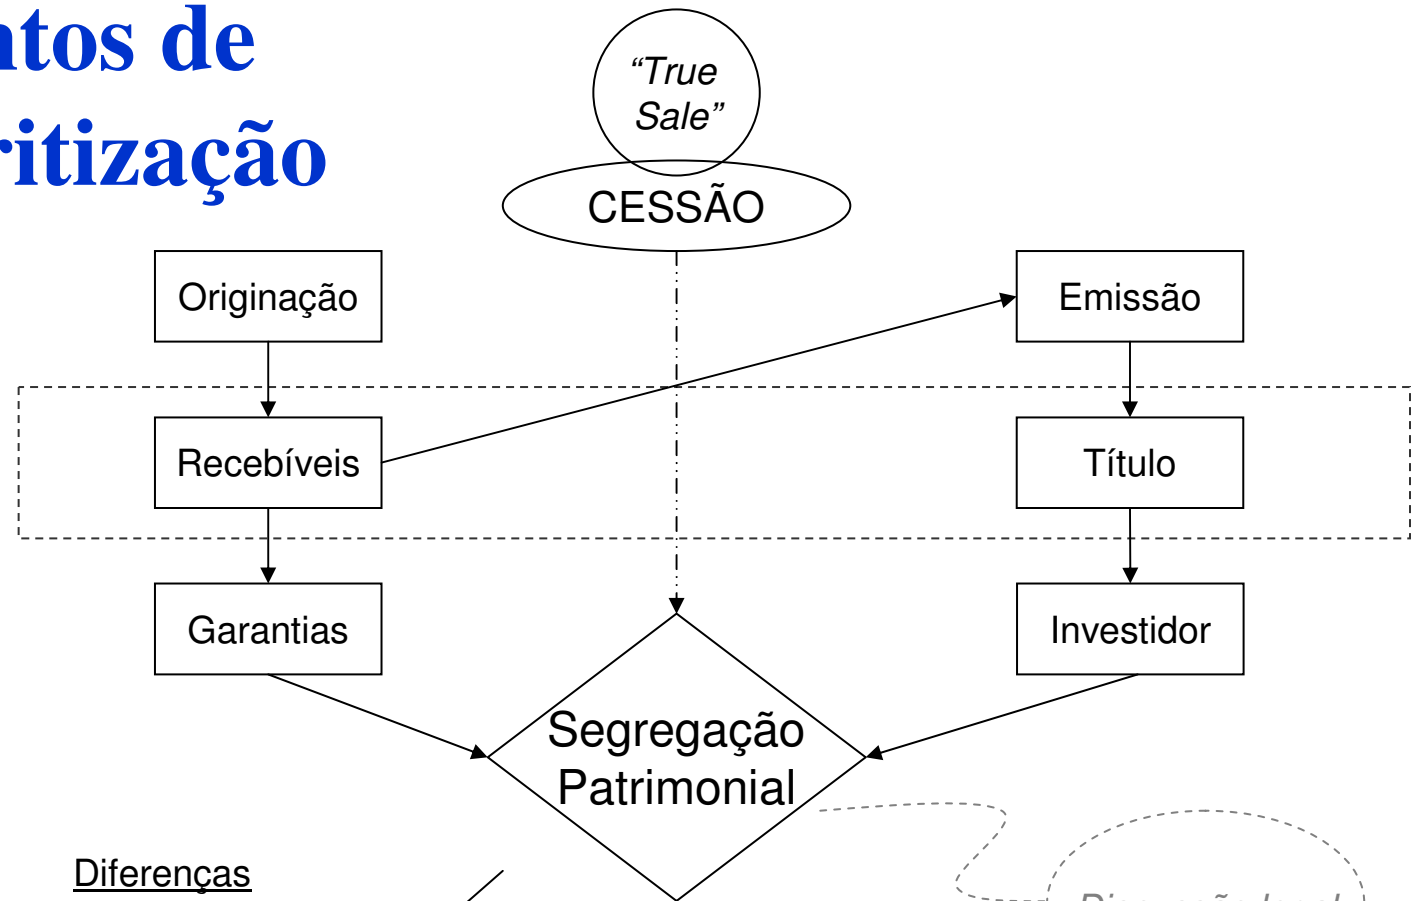 ntos de
ritização
“True
Sale”
CESSÃO
Originação
Emissão
Recebíveis
Título
Garantias
Investidor
Segregação
Patrimonial
Diferenças